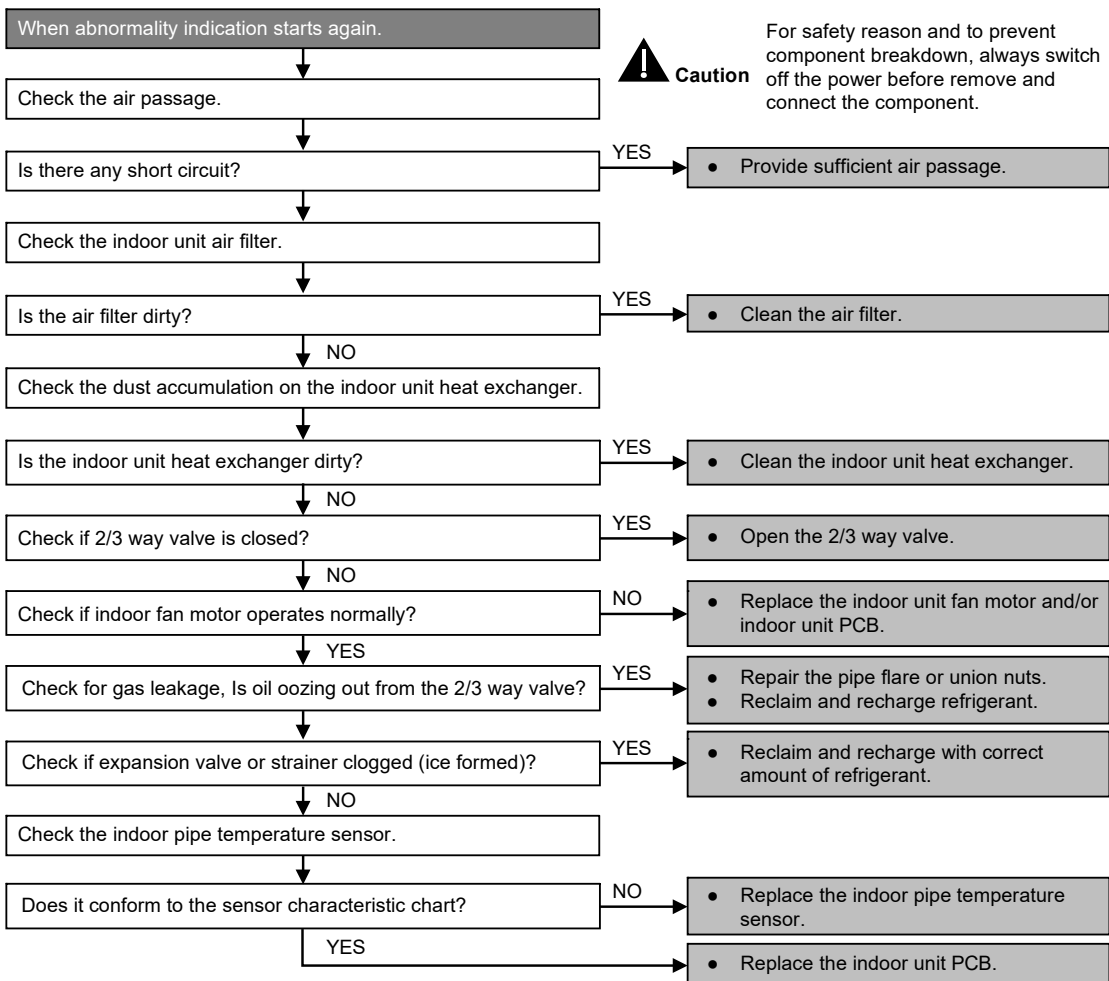 When abnormality indication starts again.
Caution
For safety reason and to prevent
component breakdown, always switch
off the power before remove and
connect the component.
Check the air passage.
Is there any short circuit?
YES
● Provide sufficient air passage.
Check the indoor unit air filter.
Is the air filter dirty?
YES
● Clean the air filter.
NO
Check the dust accumulation on the indoor unit heat exchanger.
Is the indoor unit heat exchanger dirty?
YES
● Clean the indoor unit heat exchanger.
NO
Check if 2/3 way valve is closed?
YES
● Open the 2/3 way valve.
NO
Check if indoor fan motor operates normally?
NO
● Replace the indoor unit fan motor and/or
indoor unit PCB.
YES
Check for gas leakage, Is oil oozing out from the 2/3 way valve?
YES
● Repair the pipe flare or union nuts.
● Reclaim and recharge refrigerant.
Check if expansion valve or strainer clogged (ice formed)?
YES
● Reclaim and recharge with correct
amount of refrigerant.
NO
Check the indoor pipe temperature sensor.
Does it conform to the sensor characteristic chart?
NO
● Replace the indoor pipe temperature
sensor.
YES
● Replace the indoor unit PCB.